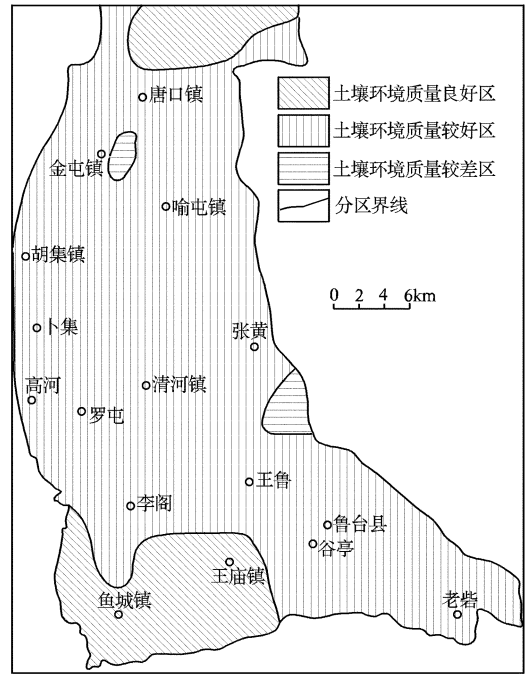 唐口镇
金屯镇
喻屯镇
胡集镇
卜集
张黄
高河
清河镇
罗屯
王鲁
李阁
鲁台县
谷亭
王庙镇
鱼城镇
老砦
土壤环境质量良好区
土壤环境质量较好区
土壤环境质量较差区
分区界线
0 2 4 6km